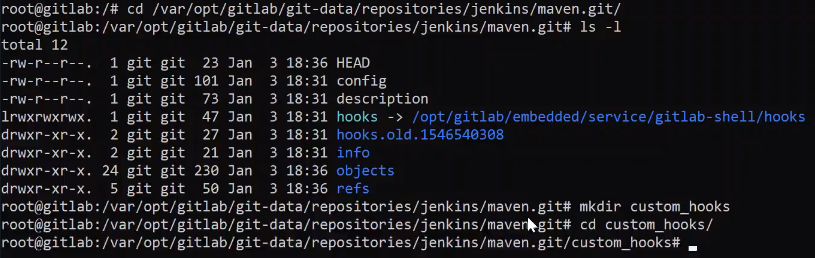 root@gitlab:/# cd /var/opt/gitlab/git-data/repositories/jenkins/maven.git/
root@gitlab:/var/opt/gitlab/git-data/repositories/jenkins/maven.git# ls -l
total 12
-rw-r--r--.  1 git git  23 Jan  3 18:36 HEAD
-rw-r--r--.  1 git git 101 Jan  3 18:31 config
-rw-r--r--.  1 git git  73 Jan  3 18:31 description
lrwxrwxrwx.  1 git git  47 Jan  3 18:31 hooks -> /opt/gitlab/embedded/service/gitlab-shell/hooks
drwxr-xr-x.  2 git git  27 Jan  3 18:31 hooks.old.1546540308
drwxr-xr-x.  2 git git  21 Jan  3 18:31 info
drwxr-xr-x. 24 git git 230 Jan  3 18:36 objects
drwxr-xr-x.  5 git git  50 Jan  3 18:36 refs
root@gitlab:/var/opt/gitlab/git-data/repositories/jenkins/maven.git# mkdir custom_hooks
root@gitlab:/var/opt/gitlab/git-data/repositories/jenkins/maven.git# cd custom_hooks/
root@gitlab:/var/opt/gitlab/git-data/repositories/jenkins/maven.git/custom_hooks#